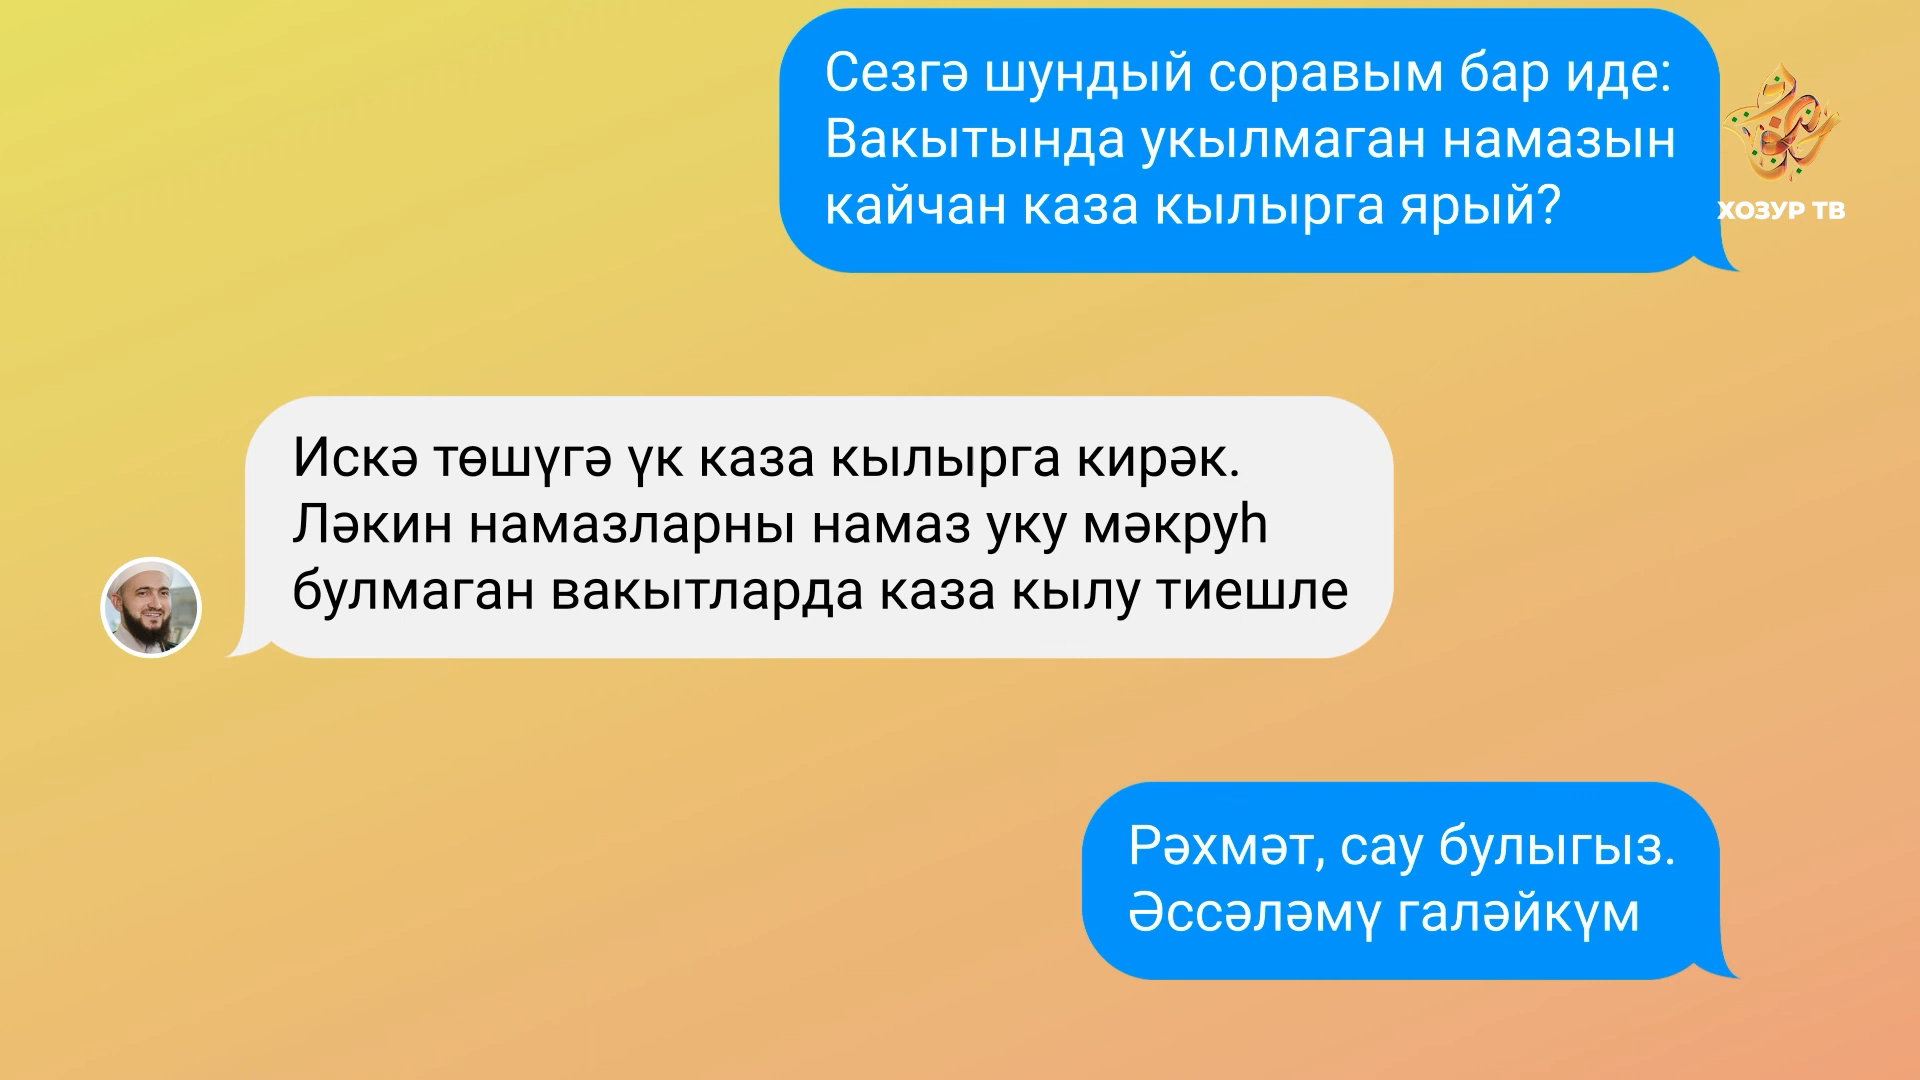 Сезгә шундый соравым бар иде:
Вакытында укылмаган намазын
кайчан каза кылырга ярый?
ХОЗУР ТВ
Искә төшүгә үк каза кылырга кирәк.
Ләкин намазларны намаз уку мәкруһ
булмаган вакытларда каза кылу тиешле
Рәхмәт, сау булыгыз.
Әссәләмү галәйкүм